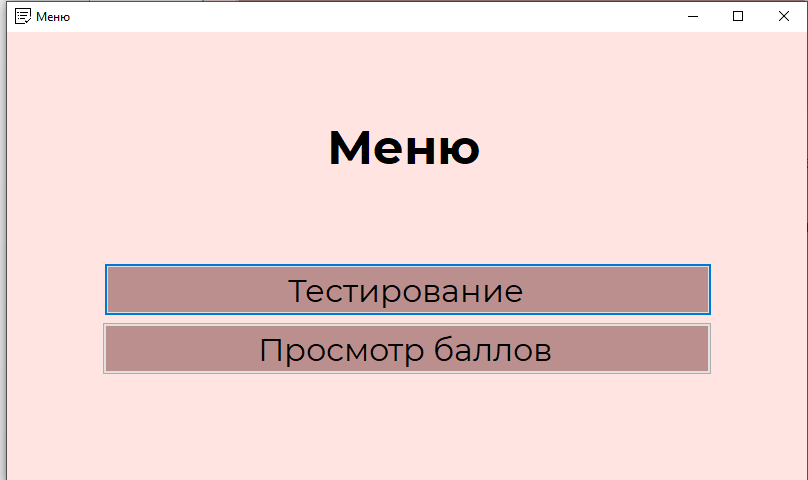 Меню
Меню
Тестирование
Просмотр баллов